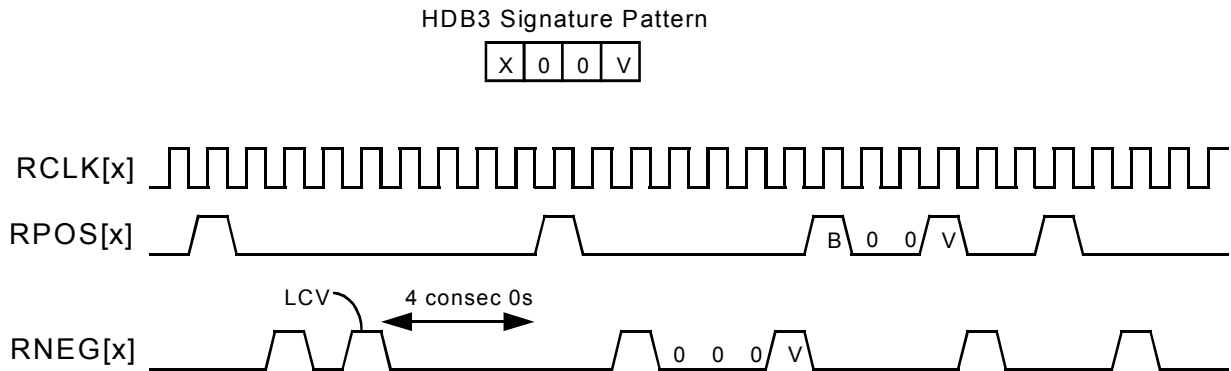 HDB3 Signature Pattern
X 0 0 V
RCLK[x]
RPOS[x]
B 0 0 V
LCV
4 consec 0s
RNEG[x]
0 0 0 V